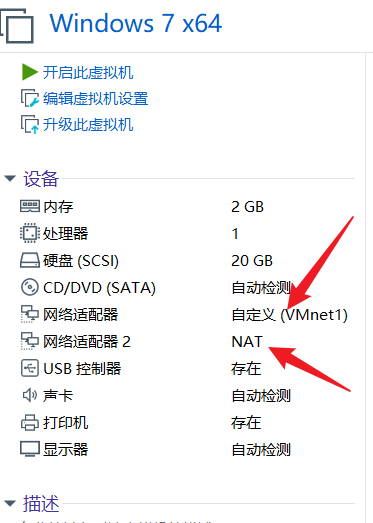 Windows 7 x64
开启此虚拟机
编辑虚拟机设置
升级此虚拟机
设备
内存 2 GB
处理器 1
硬盘 (SCSI) 20 GB
CD/DVD (SATA) 自动检测
网络适配器 自定义 (VMnet1)
网络适配器 2 NAT
USB 控制器 存在
声卡 自动检测
打印机 存在
显示器 自动检测
描述